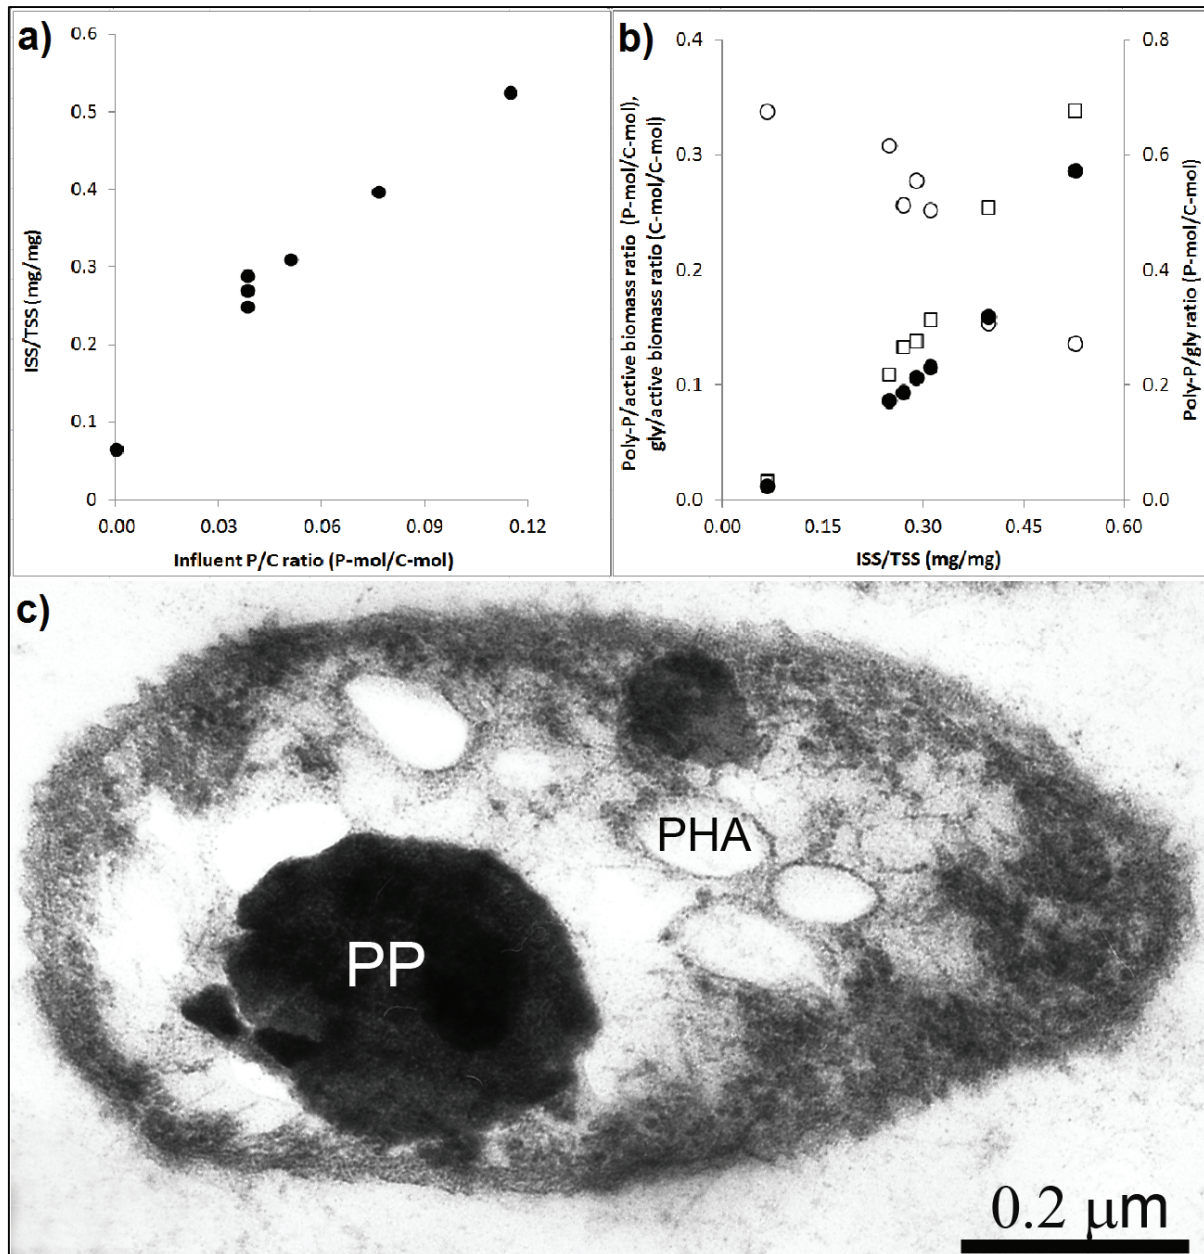 a)
0.6
0.5
0.4
0.3
0.2
0.1
0
ISS/TSS (mg/mg)
0.00 0.03 0.06 0.09 0.12
Influent P/C ratio (P-mol/C-mol)
b)
0.4
0.3
0.2
0.1
0.0
Poly-P/active biomass ratio (P-mol/C-mol),
gly/active biomass ratio (C-mol/C-mol)
0.8
0.6
0.4
0.2
0.0
Poly-P/gly ratio (P-mol/C-mol)
0.00 0.15 0.30 0.45 0.60
ISS/TSS (mg/mg)
c)
PHA
PP
0.2 μm